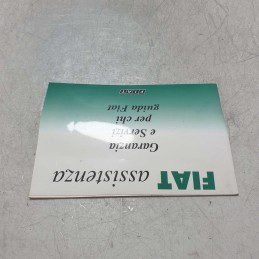 FIAT assistenza
Garanzia
e Servizi
per chi
guida Fiat